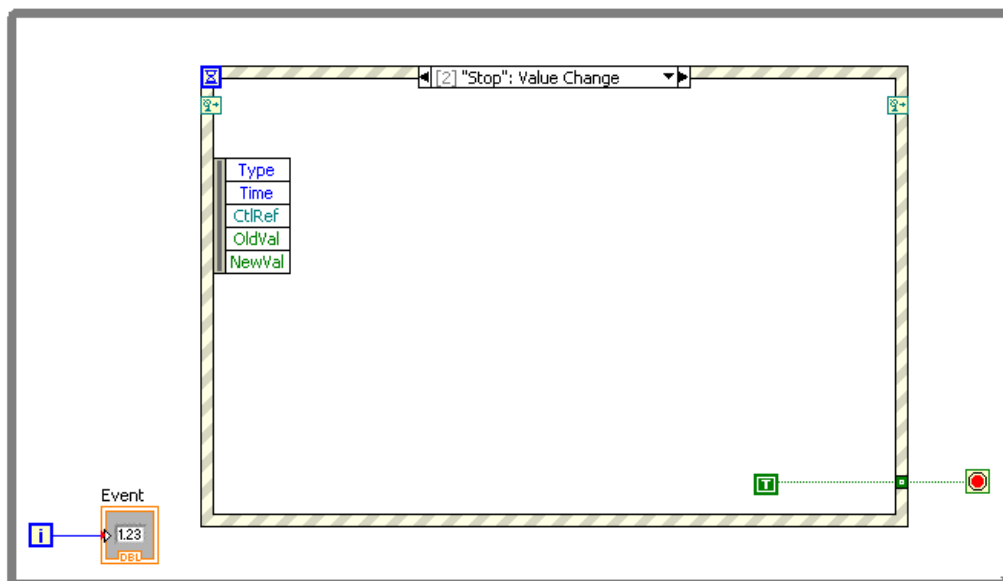 [2] "Stop": Value Change
Type
Time
CtlRef
OldVal
NewVal
T
Event
i
1.23
DBL